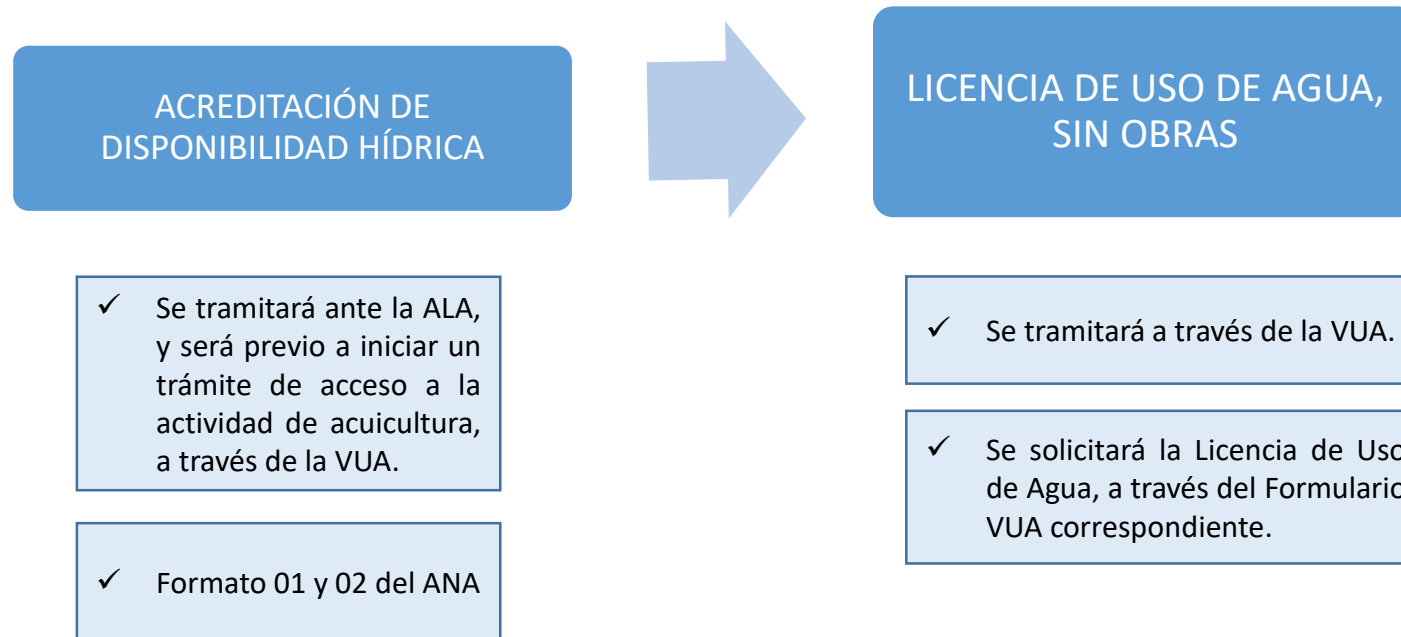 ACREDITACIÓN DE
DISPONIBILIDAD HÍDRICA
LICENCIA DE USO DE AGUA,
SIN OBRAS
✓ Se tramitará ante la ALA,
y será previo a iniciar un
trámite de acceso a la
actividad de acuicultura,
a través de la VUA.
✓ Formato 01 y 02 del ANA
✓ Se tramitará a través de la VUA.
✓ Se solicitará la Licencia de Uso
de Agua, a través del Formulario
VUA correspondiente.